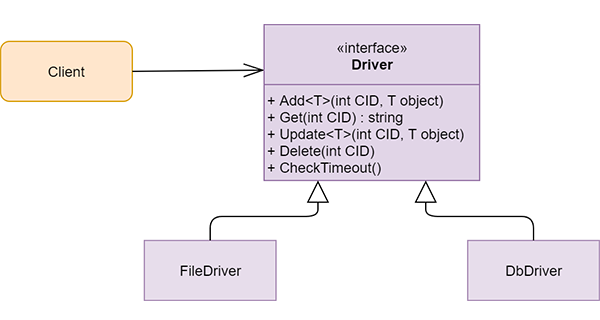 Client
«interface»
Driver
+ Add<T>(int CID, T object)
+ Get(int CID) : string
+ Update<T>(int CID, T object)
+ Delete(int CID)
+ CheckTimeout()
FileDriver
DbDriver